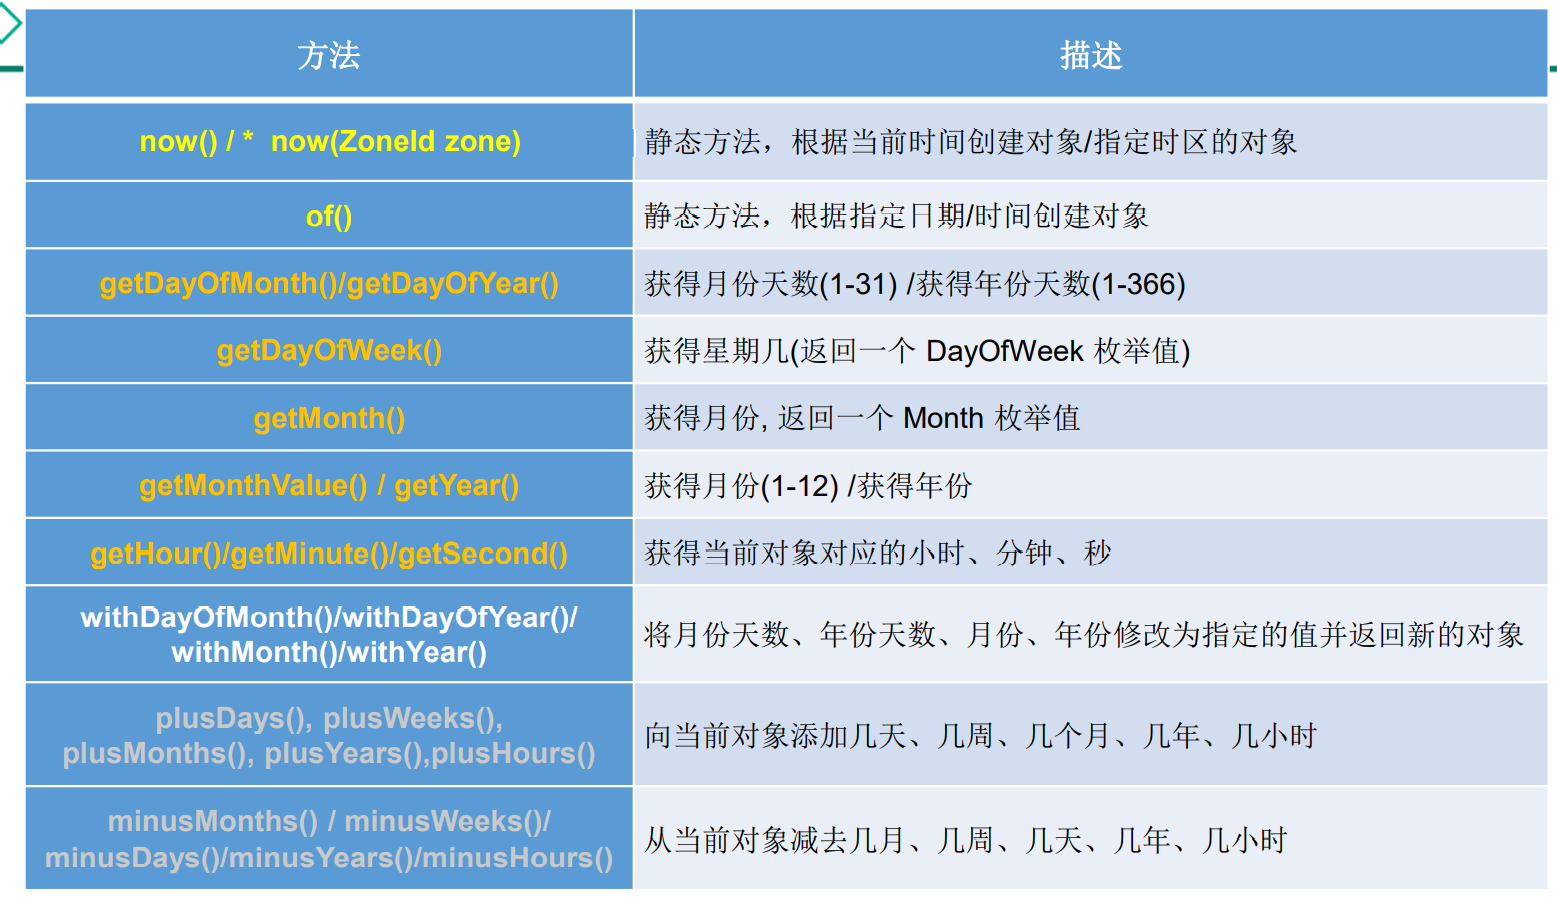 方法
描述
now() / *  now(ZoneId zone)
静态方法，根据当前时间创建对象/指定时区的对象
of()
静态方法，根据指定日期/时间创建对象
getDayOfMonth()/getDayOfYear()
获得月份天数(1-31) /获得年份天数(1-366)
getDayOfWeek()
获得星期几(返回一个 DayOfWeek 枚举值)
getMonth()
获得月份, 返回一个 Month 枚举值
getMonthValue() / getYear()
获得月份(1-12) /获得年份
getHour()/getMinute()/getSecond()
获得当前对象对应的小时、分钟、秒
withDayOfMonth()/withDayOfYear()/
withMonth()/withYear()
将月份天数、年份天数、月份、年份修改为指定的值并返回新的对象
plusDays(), plusWeeks(),
plusMonths(), plusYears(),plusHours()
向当前对象添加几天、几周、几个月、几年、几小时
minusMonths() / minusWeeks()/
minusDays()/minusYears()/minusHours()
从当前对象减去几月、几周、几天、几年、几小时